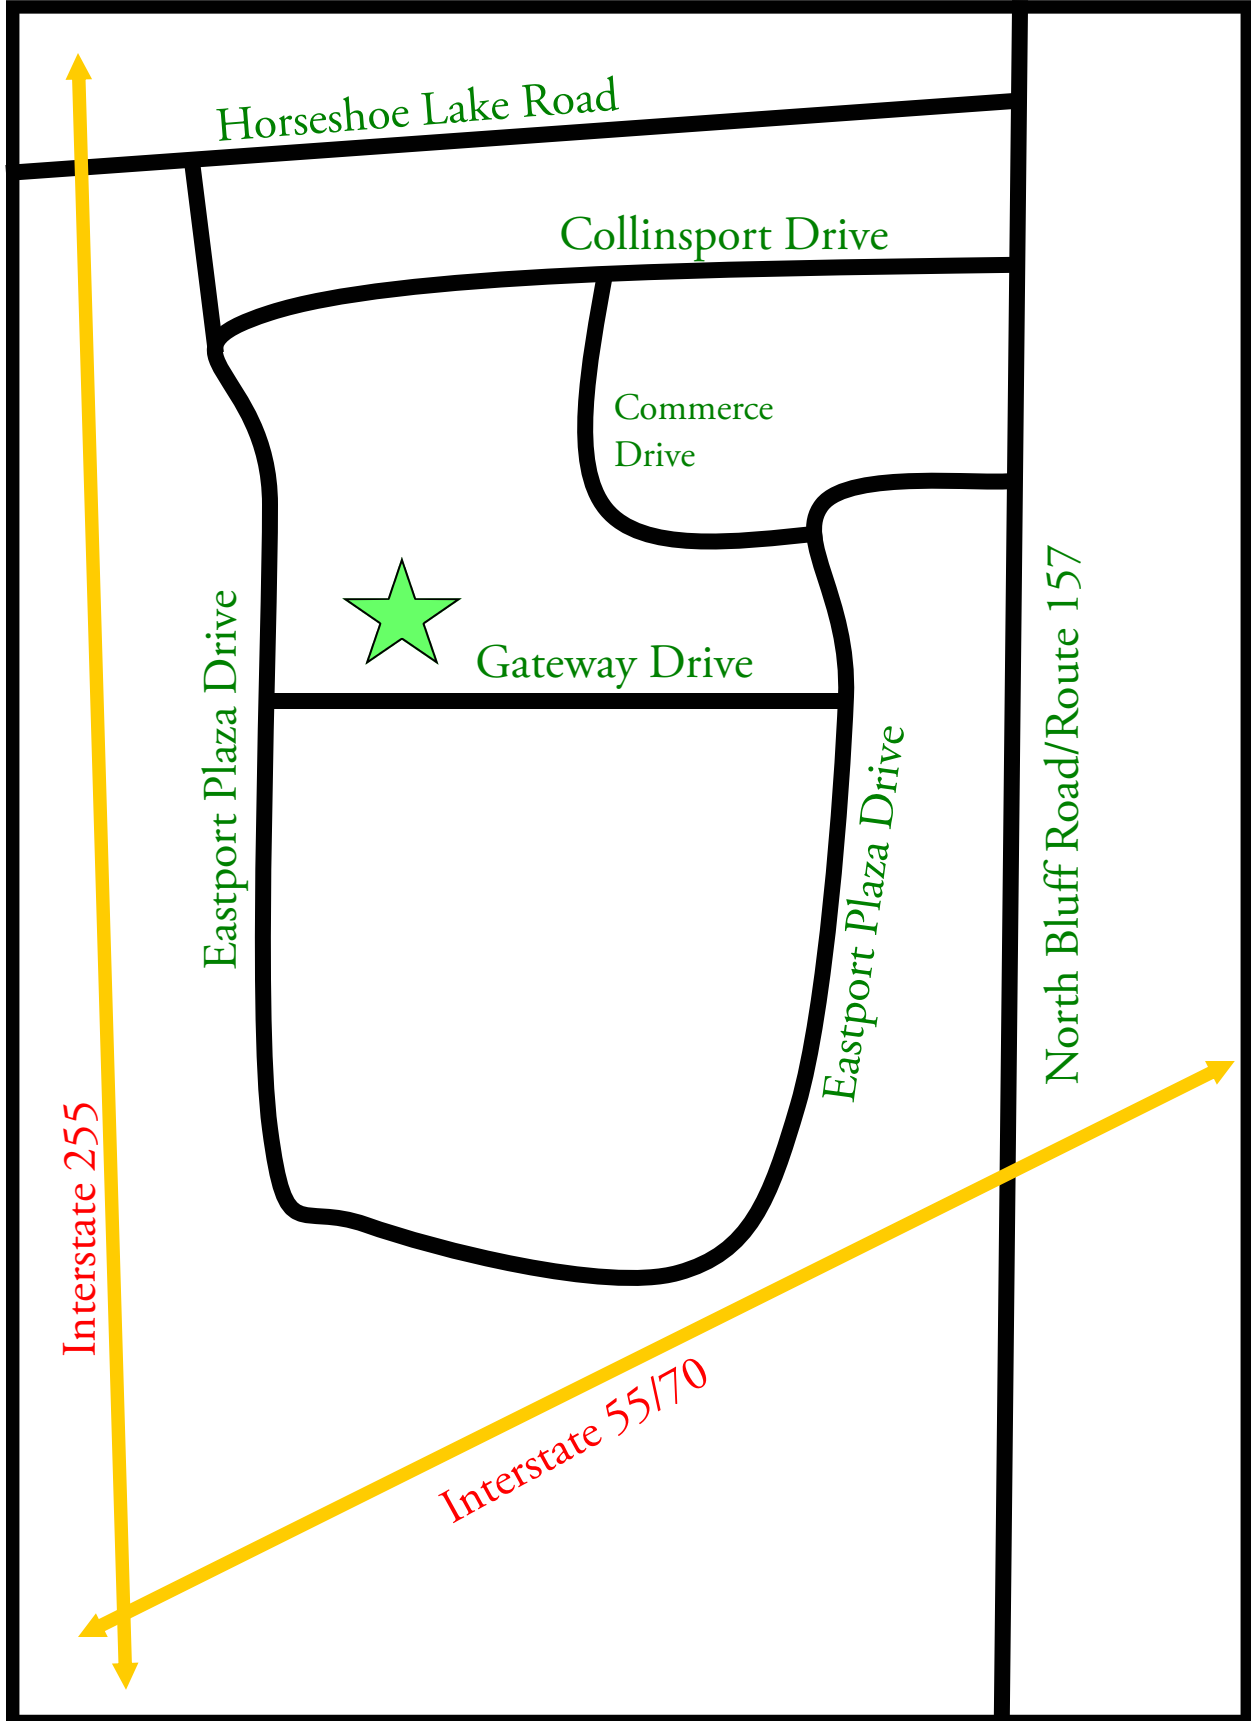 Horseshoe Lake Road
Collinsport Drive
Commerce
Drive
Gateway Drive
Eastport Plaza Drive
Eastport Plaza Drive
North Bluff Road/Route 157
Interstate 255
Interstate 55/70